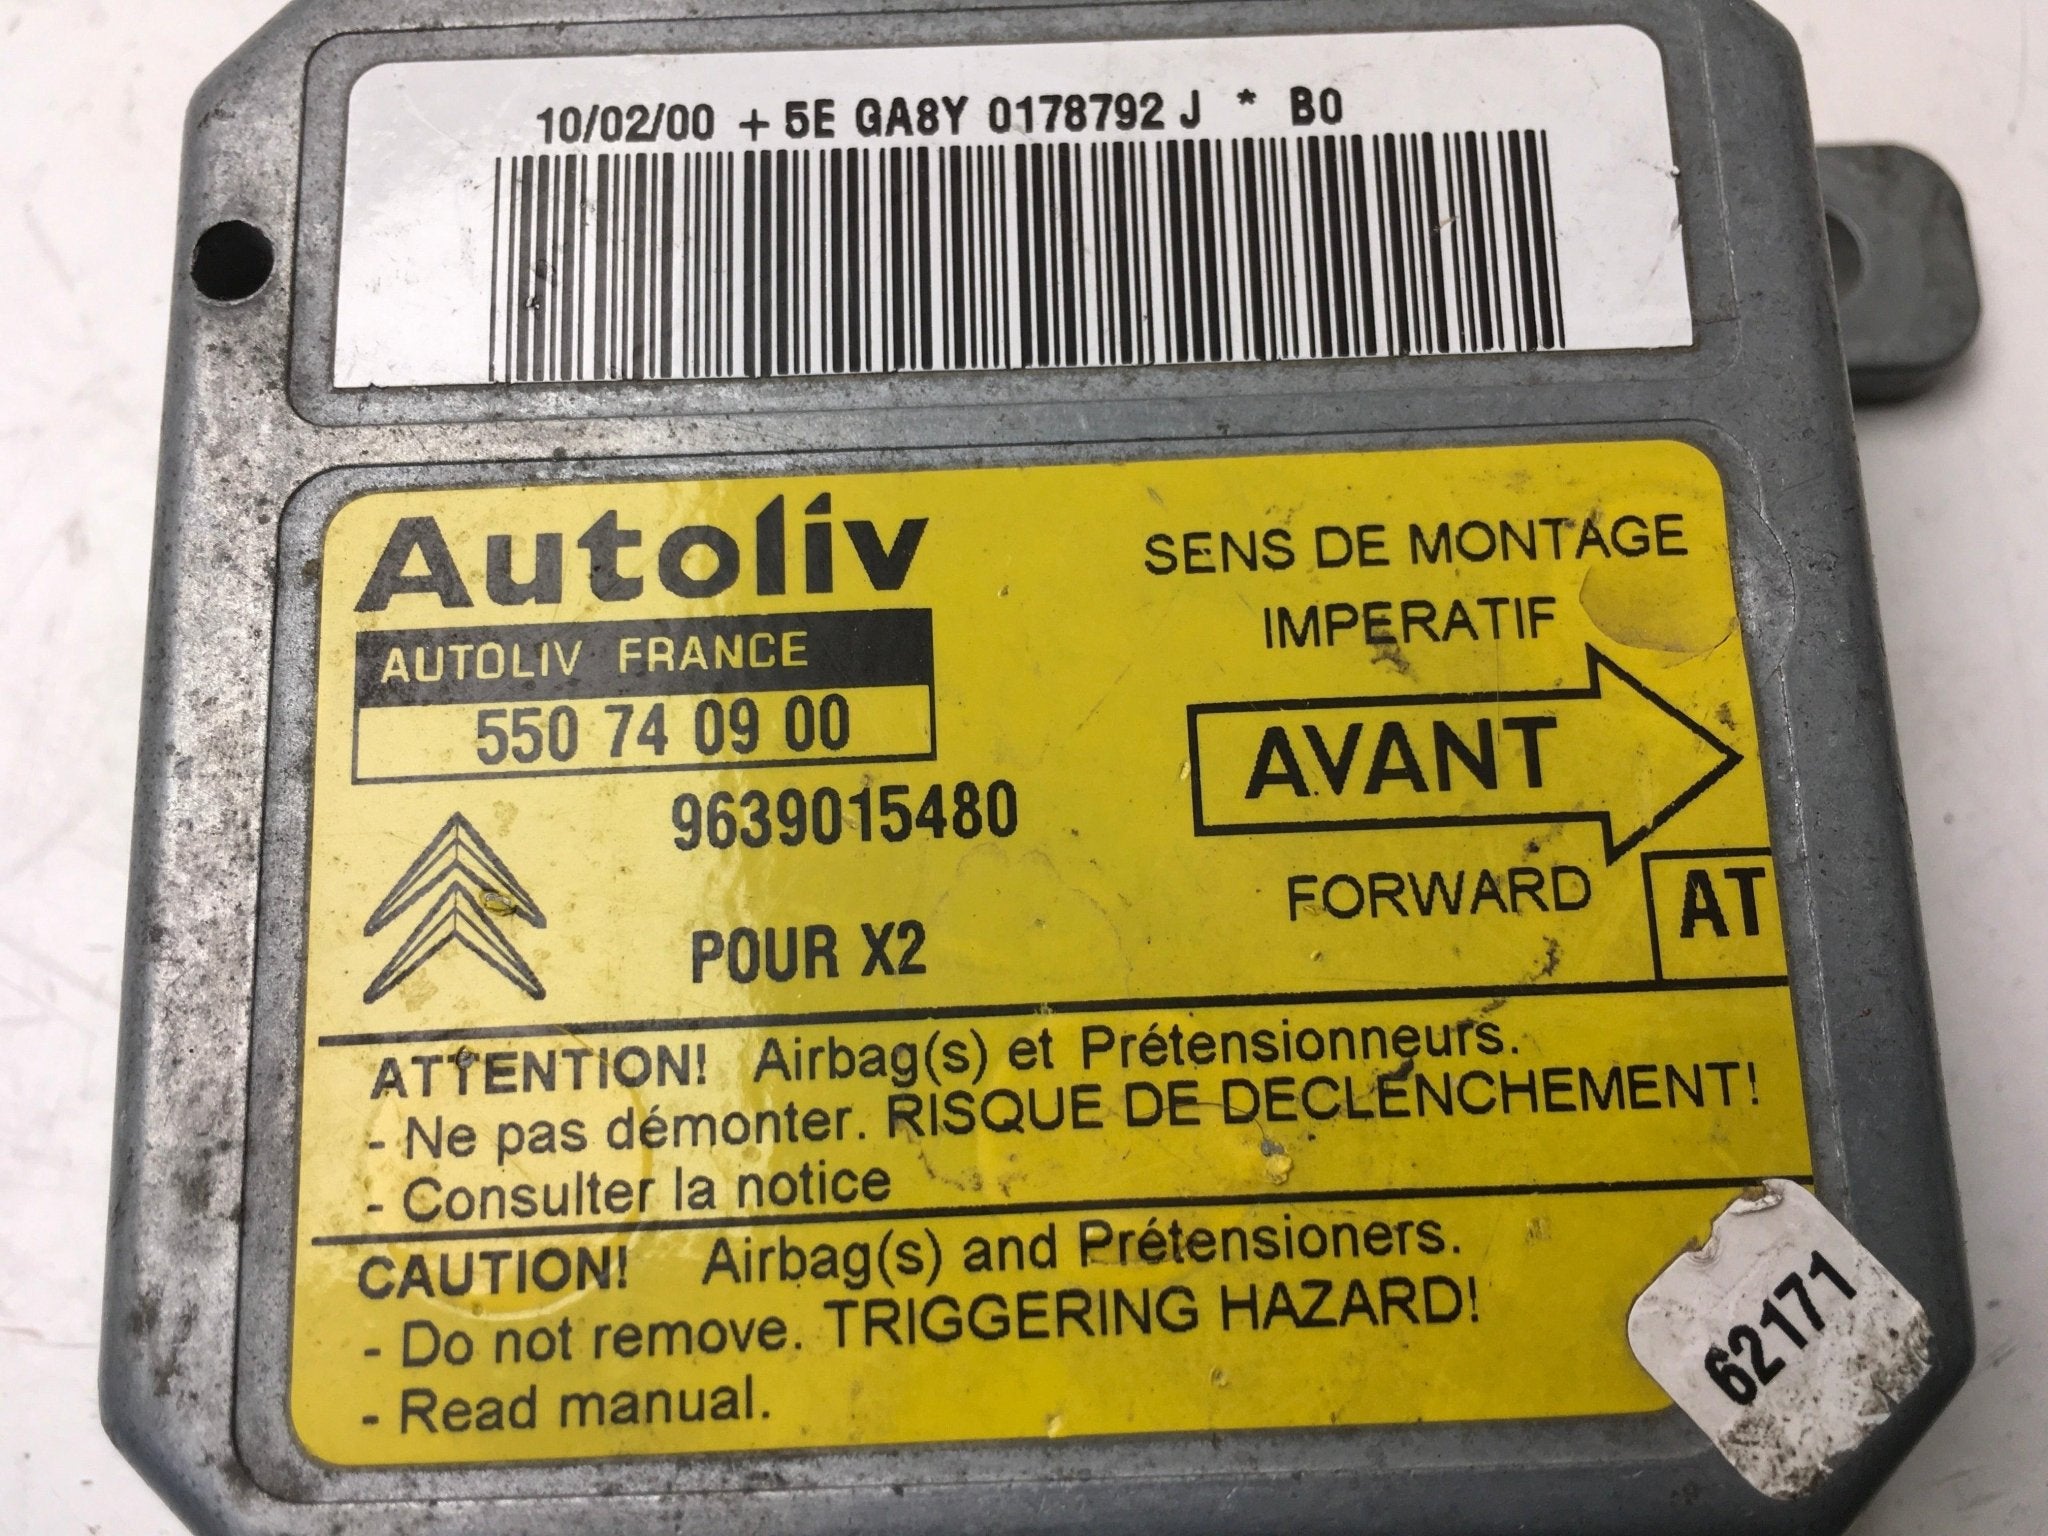 10/02/00 + 5E GA8Y 0178792 J * B0
Autoliv
AUTOLIV FRANCE
550 74 09 00
9639015480
POUR X2
SENS DE MONTAGE
IMPERATIF
AVANT
FORWARD
AT
ATTENTION! Airbag(s) et Prétensionneurs.
- Ne pas démonter. RISQUE DE DECLENCHEMENT!
- Consulter la notice
CAUTION! Airbag(s) and Prétensioners.
- Do not remove. TRIGGERING HAZARD!
- Read manual.
62171